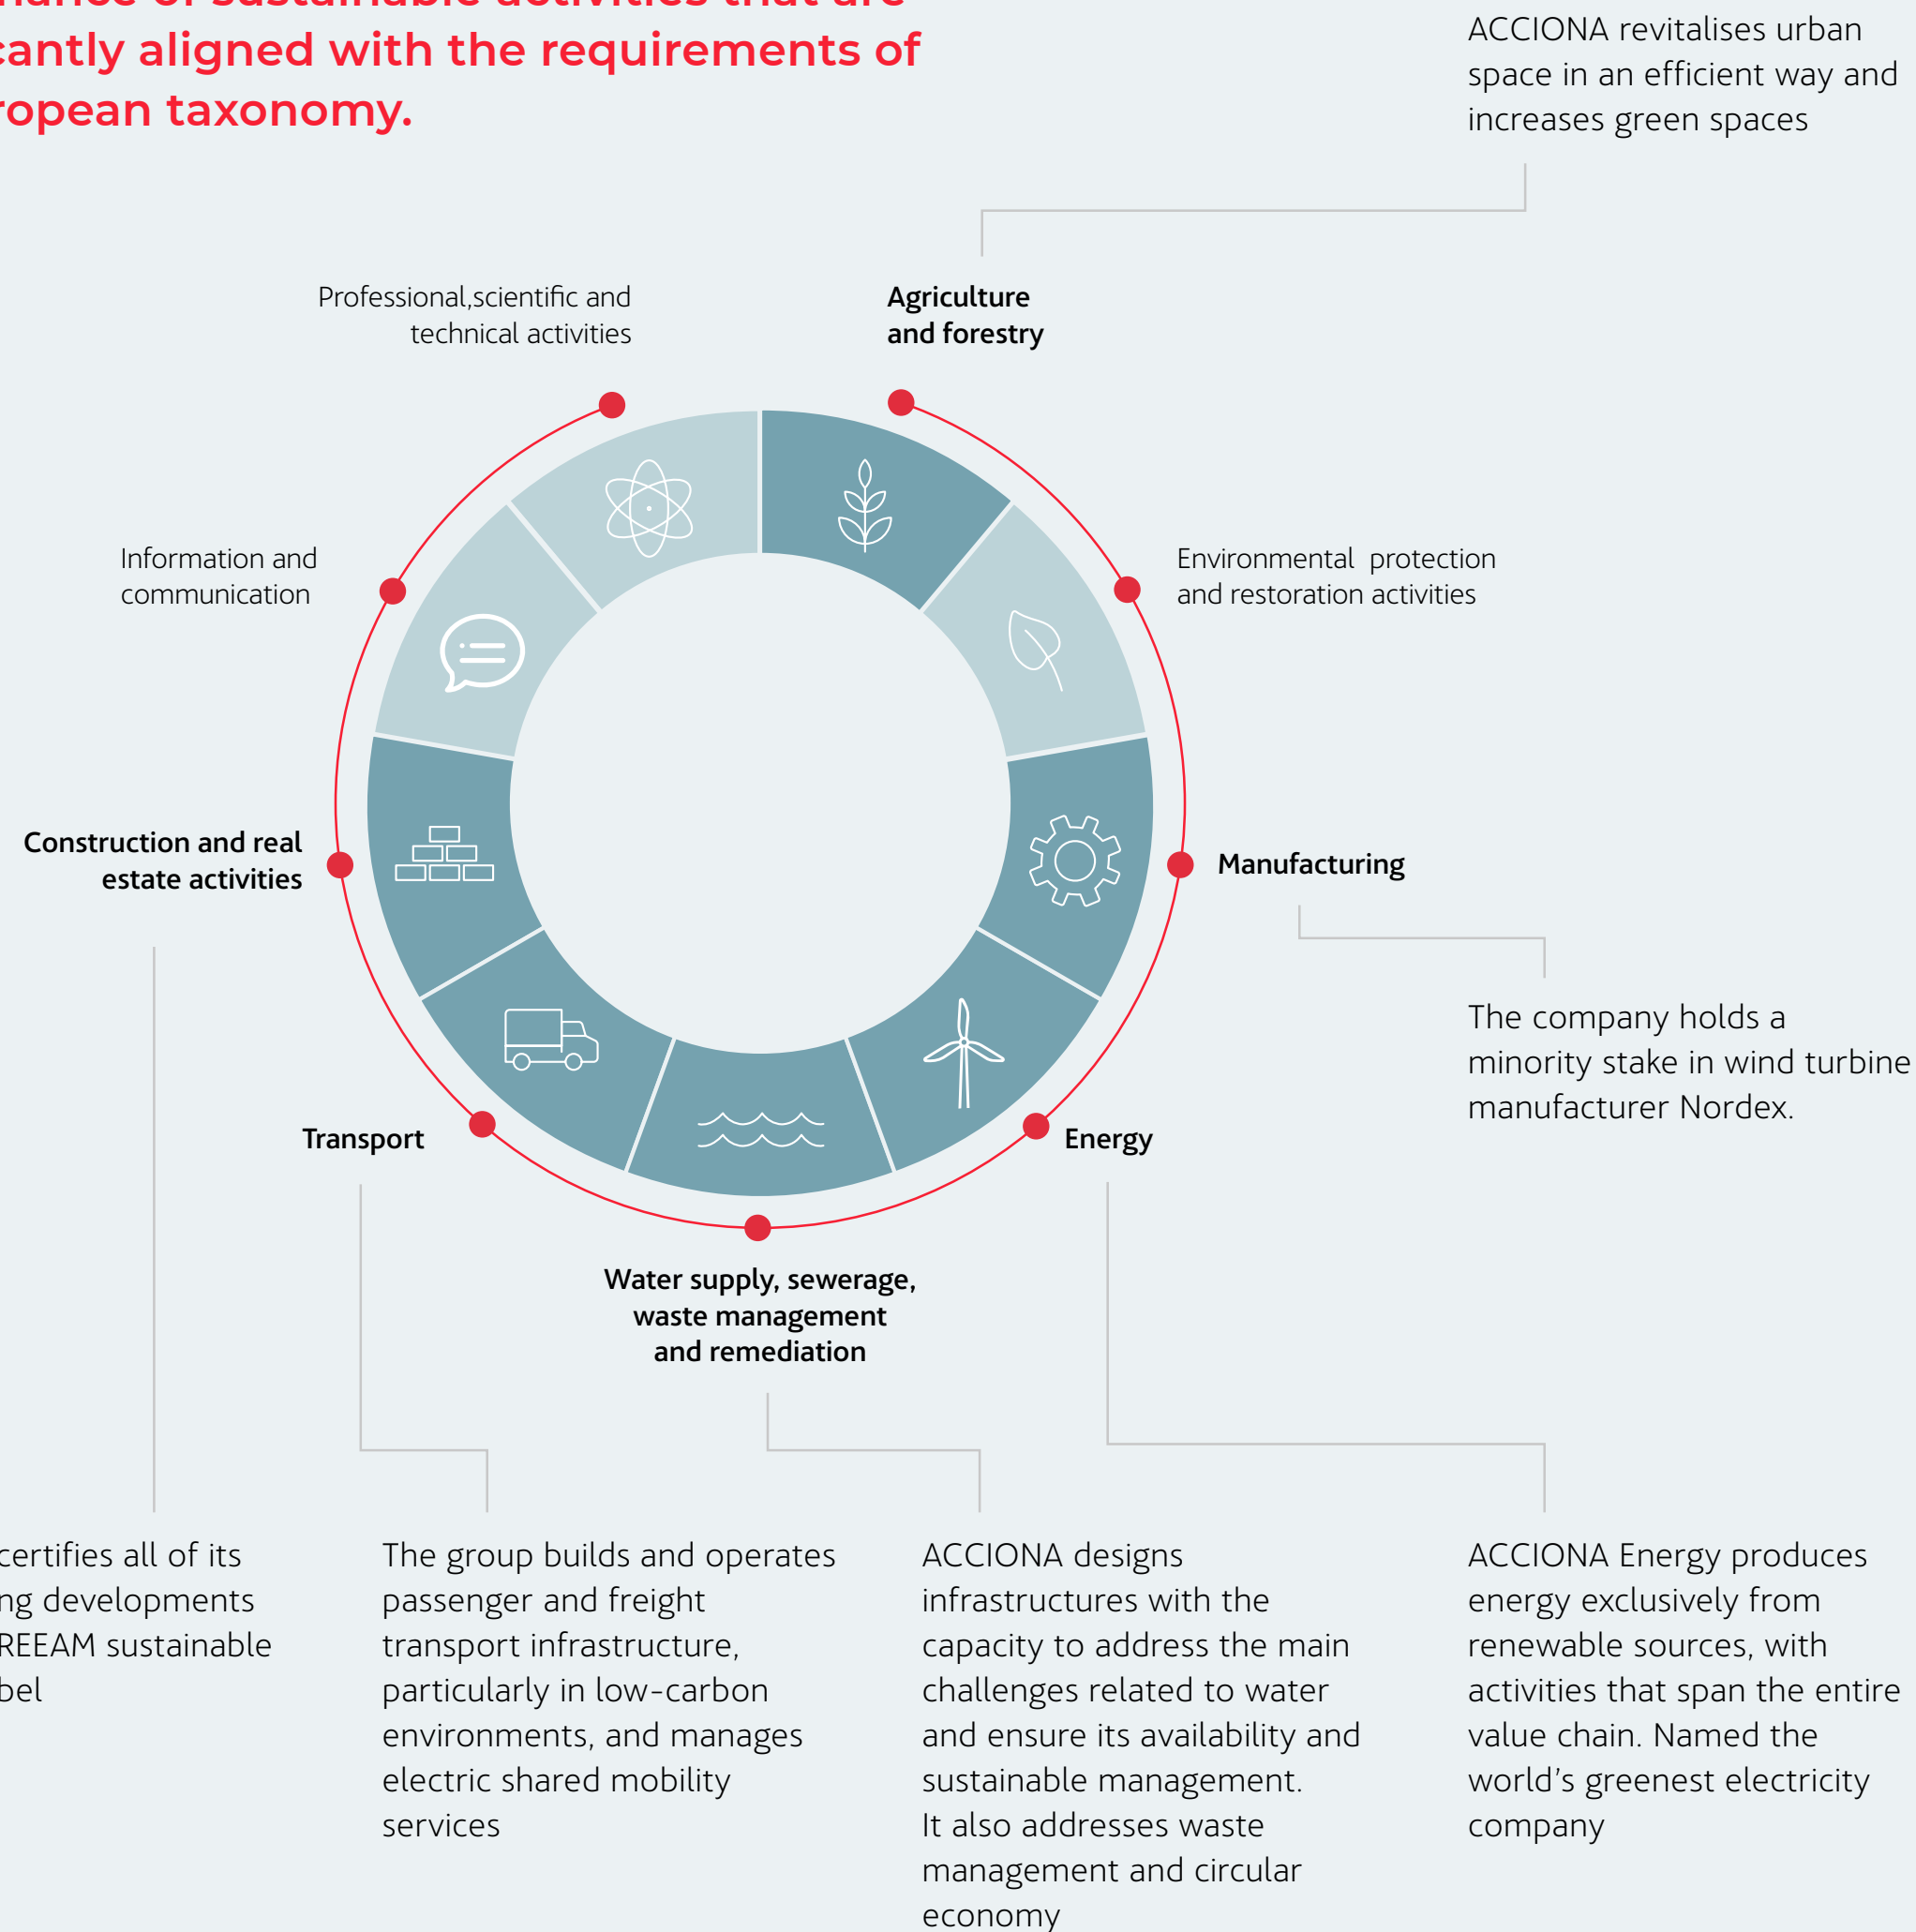 of sustainable activities that are
aligned with the requirements of
taxonomy.
ACCIONA revitalises urban
space in an efficient way and
increases green spaces
Professional,scientific and
technical activities
Agriculture
and forestry
Information and
communication
Environmental protection
and restoration activities
Construction and real
estate activities
Manufacturing
The company holds a
minority stake in wind turbine
manufacturer Nordex.
Transport
Energy
Water supply, sewerage,
waste management
and remediation
certifies all of its
developments
sustainable
The group builds and operates
passenger and freight
transport infrastructure,
particularly in low-carbon
environments, and manages
electric shared mobility
services
ACCIONA designs
infrastructures with the
capacity to address the main
challenges related to water
and ensure its availability and
sustainable management.
It also addresses waste
management and circular
economy
ACCIONA Energy produces
energy exclusively from
renewable sources, with
activities that span the entire
value chain. Named the
world's greenest electricity
company